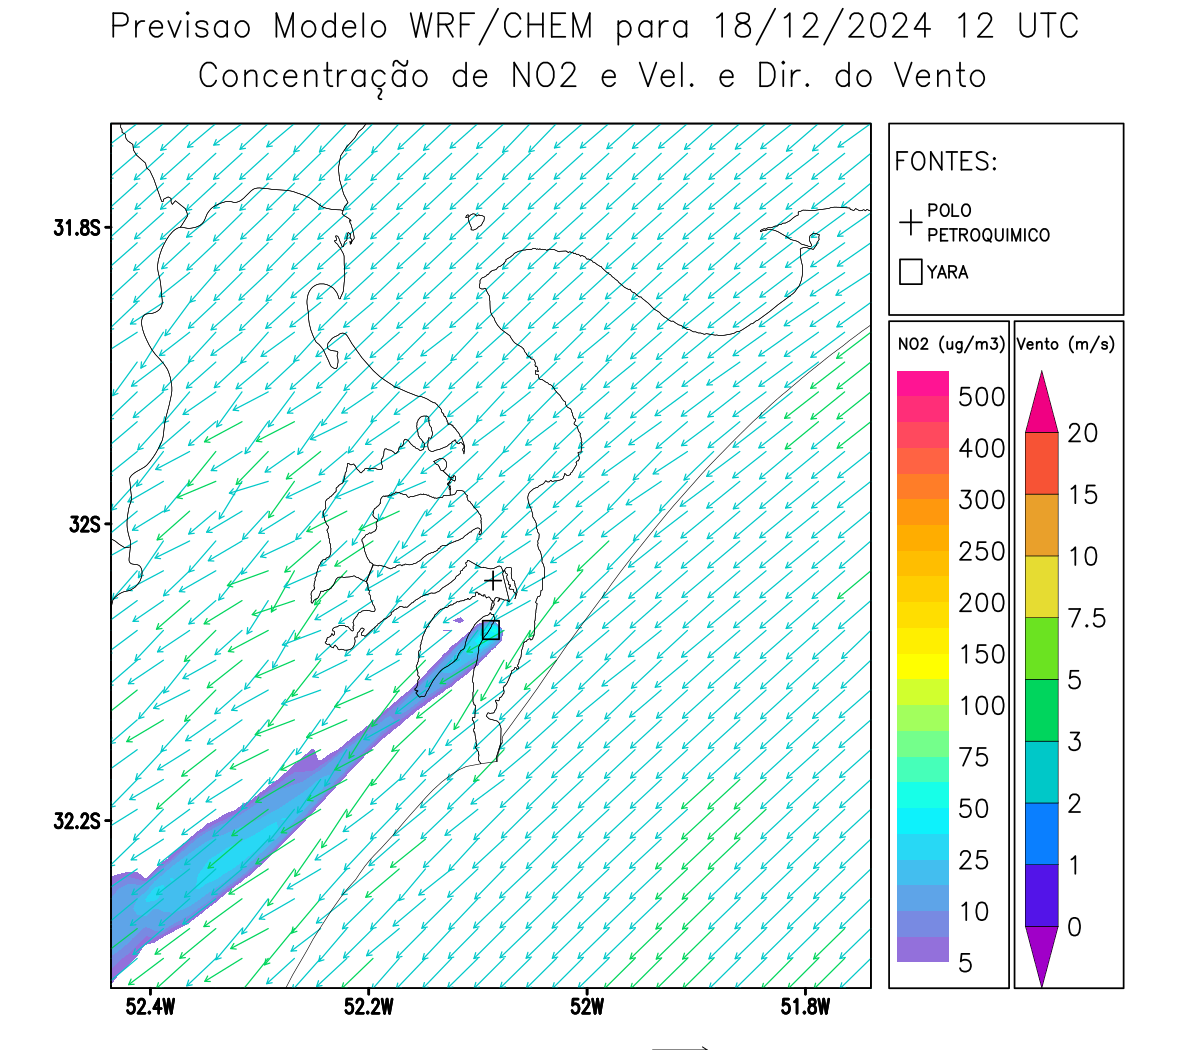 Previsao Modelo WRF/CHEM para 18/12/2024 12 UTC
Concentração de NO2 e Vel. e Dir. do Vento
FONTES:
POLO
PETROQUIMICO
YARA
NO2 (ug/m3)
500
400
300
250
200
150
100
75
50
25
10
5
Vento (m/s)
20
15
10
7.5
5
3
2
1
0
31.8S
32S
32.2S
52.4W
52.2W
52W
51.8W